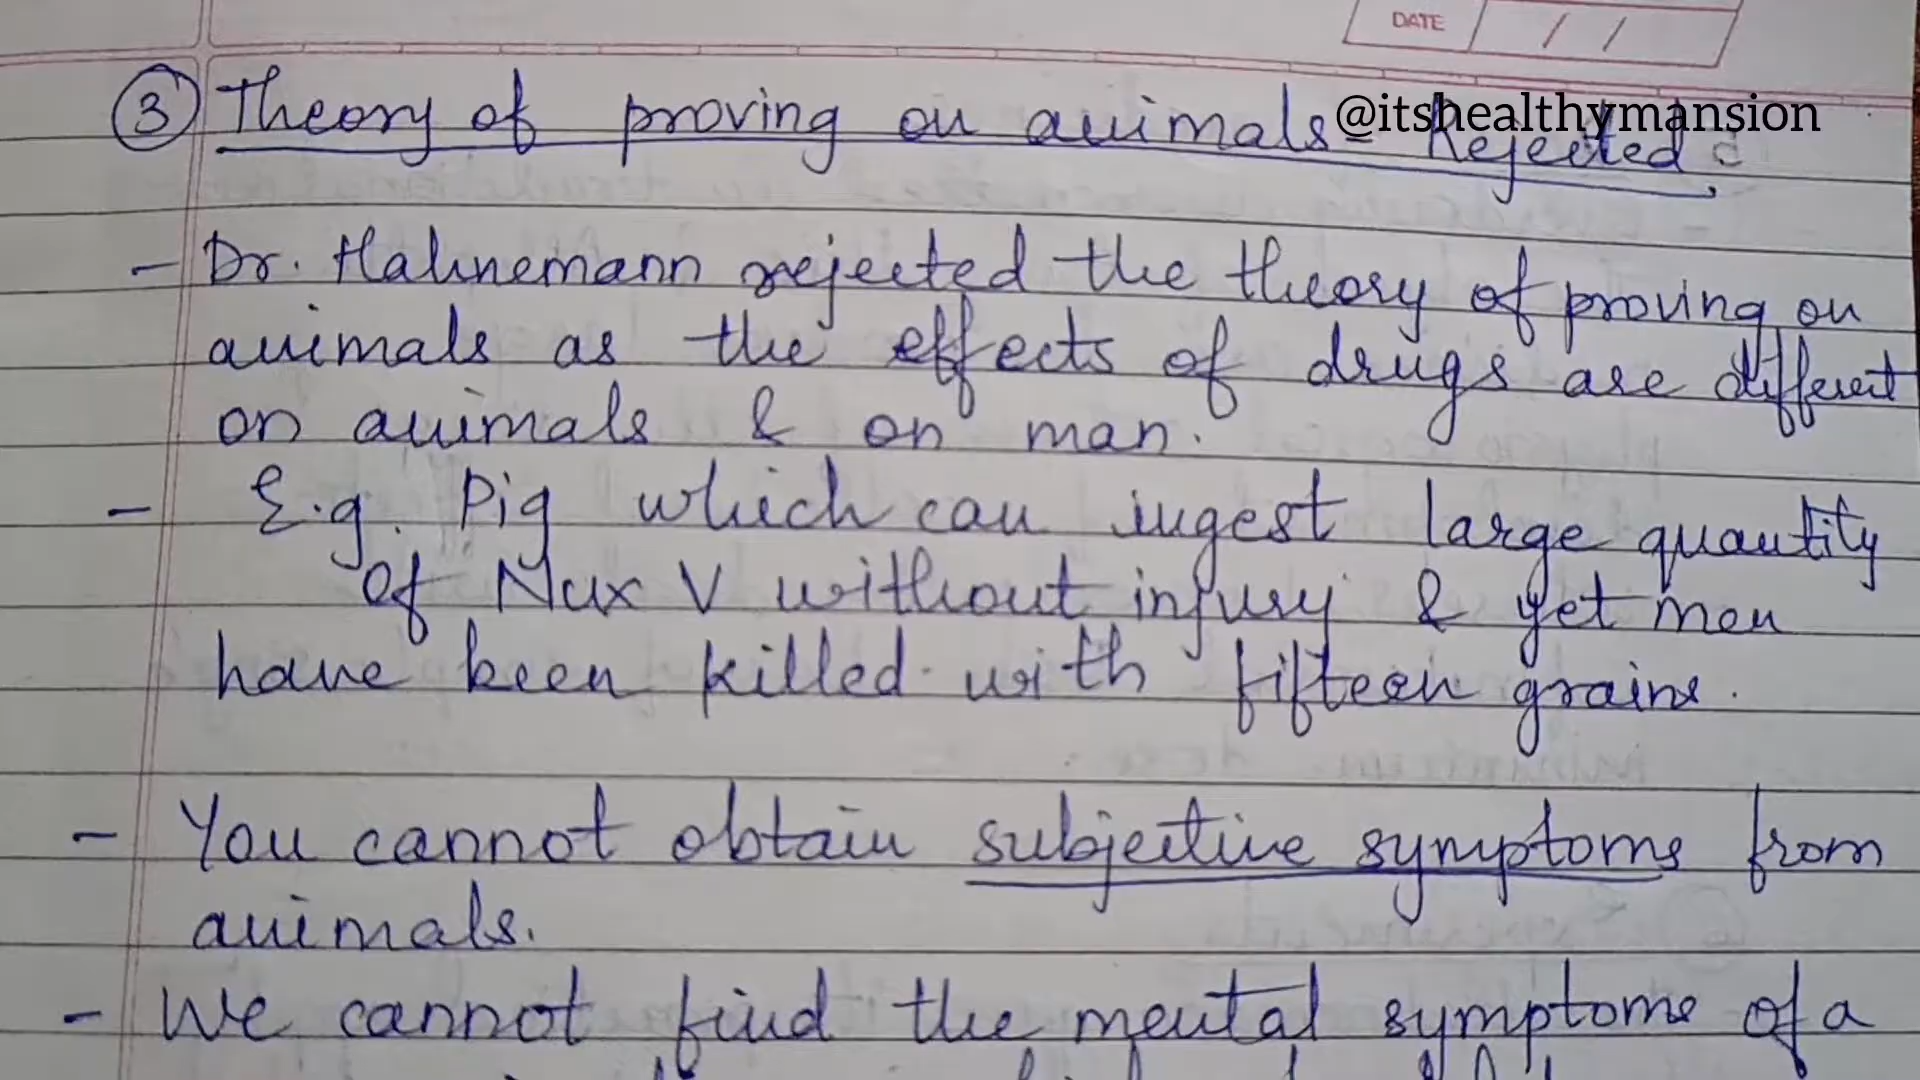 DATE / /
@itshealthymansion
③ Theory of proving on animals - Rejected :
- Dr. Hahnemann rejected the theory of proving on
animals as the effects of drugs are different
on animals & on man.
- E.g. Pig which can ingest large quantity
of Nux V without injury & yet men
have been killed with fifteen grains.
- You cannot obtain subjective symptoms from
animals.
- We cannot find the mental symptoms of a